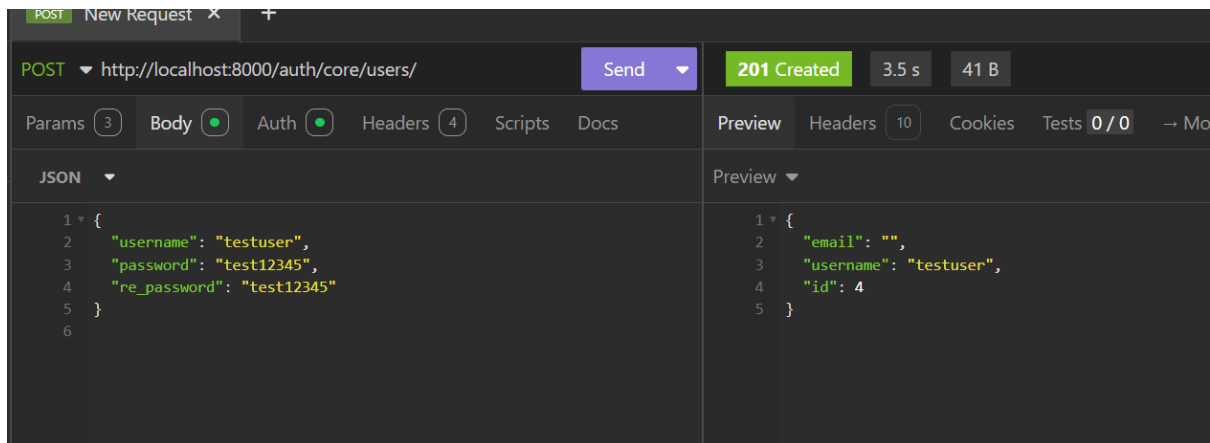 POST New Request × +
POST http://localhost:8000/auth/core/users/ Send
201 Created 3.5 s 41 B
Params 3 Body Auth Headers 4 Scripts Docs
Preview Headers 10 Cookies Tests 0 / 0 → Mo
JSON
Preview
1 {
2 "username": "testuser",
3 "password": "test12345",
4 "re_password": "test12345"
5 }
6
1 {
2 "email": "",
3 "username": "testuser",
4 "id": 4
5 }